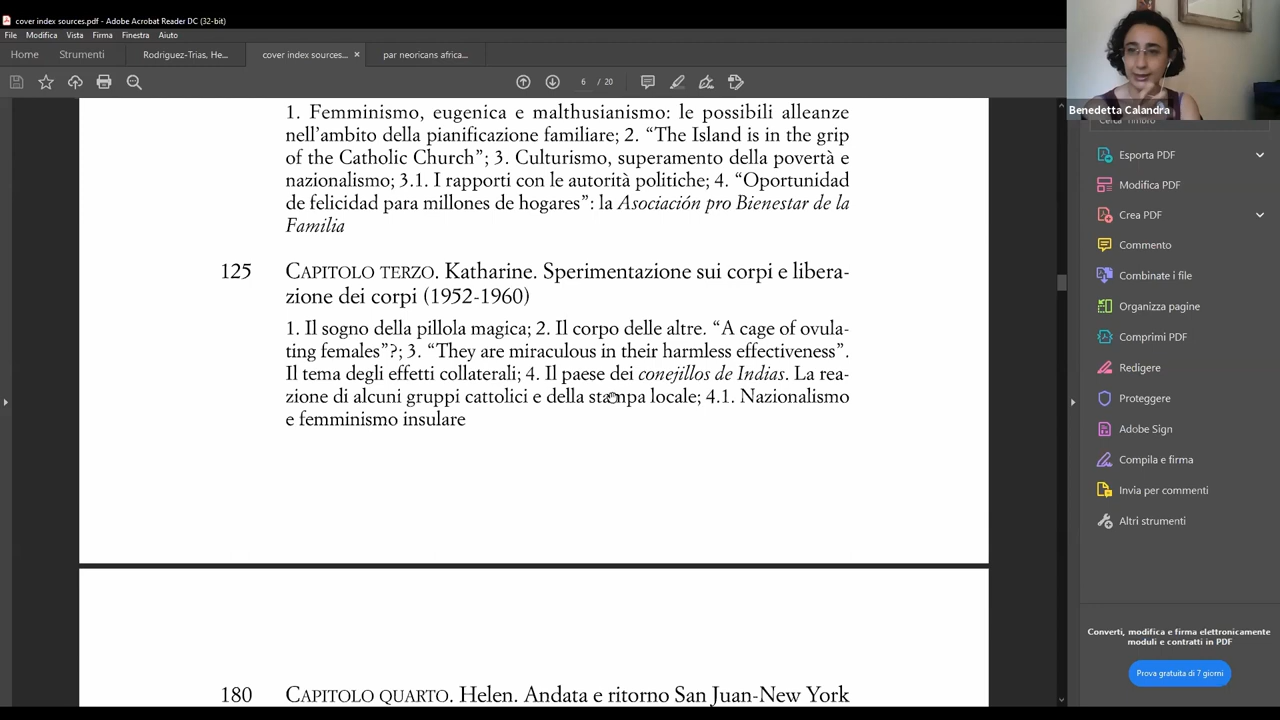 cover index sources.pdf - Adobe Acrobat Reader DC (32-bit)
File Modifica Vista Firma Finestra Aiuto
Home Strumenti Rodriguez-Trias, He... cover index sources... × par neoricans africa...
6 / 20
Benedetta Calandra
1. Femminismo, eugenica e malthusianismo: le possibili alleanze
nell'ambito della pianificazione familiare; 2. “The Island is in the grip
of the Catholic Church”; 3. Culturismo, superamento della povertà e
nazionalismo; 3.1. I rapporti con le autorità politiche; 4. “Oportunidad
de felicidad para millones de hogares”: la Asociación pro Bienestar de la
Familia
125 CAPITOLO TERZO. Katharine. Sperimentazione sui corpi e libera-
zione dei corpi (1952-1960)
1. Il sogno della pillola magica; 2. Il corpo delle altre. “A cage of ovula-
ting females”?; 3. “They are miraculous in their harmless effectiveness”.
Il tema degli effetti collaterali; 4. Il paese dei conejillos de Indias. La rea-
zione di alcuni gruppi cattolici e della stampa locale; 4.1. Nazionalismo
e femminismo insulare
180 CAPITOLO QUARTO. Helen. Andata e ritorno San Juan-New York
Esporta PDF
Modifica PDF
Crea PDF
Commento
Combinate i file
Organizza pagine
Comprimi PDF
Redigere
Proteggere
Adobe Sign
Compila e firma
Invia per commenti
Altri strumenti
Converti, modifica e firma elettronicamente
moduli e contratti in PDF
Prova gratuita di 7 giorni